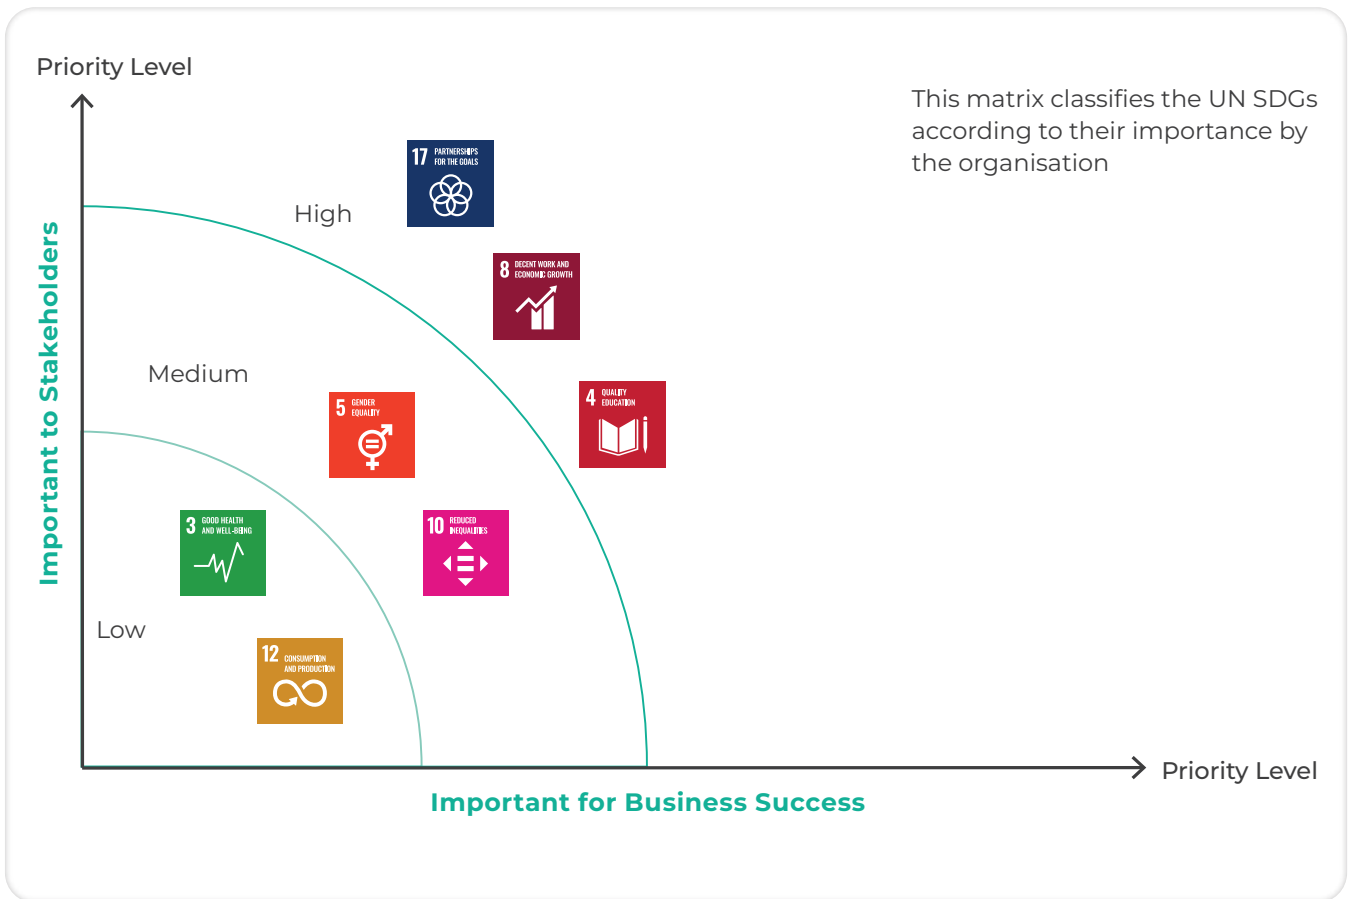 Priority Level
This matrix classifies the UN SDGs
according to their importance by
the organisation
17 PARTNERSHIPS
FOR THE GOALS
High
8 DECENT WORK AND
ECONOMIC GROWTH
Important to Stakeholders
Medium
4 QUALITY
EDUCATION
5 GENDER
EQUALITY
3 GOOD HEALTH
AND WELL-BEING
10 REDUCED
INEQUALITIES
Low
12 CONSUMPTION
AND PRODUCTION
Priority Level
Important for Business Success